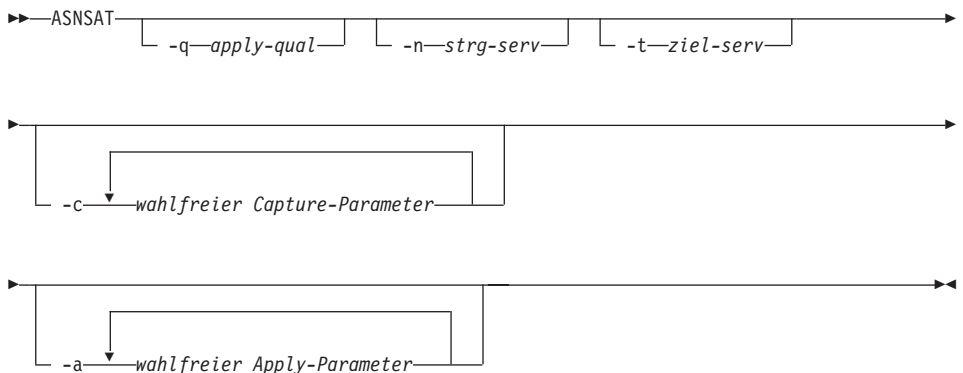 ASNSAT
-q apply-qual -n strg-serv -t ziel-serv
-c wahlfreier Capture-Parameter
-a wahlfreier Apply-Parameter